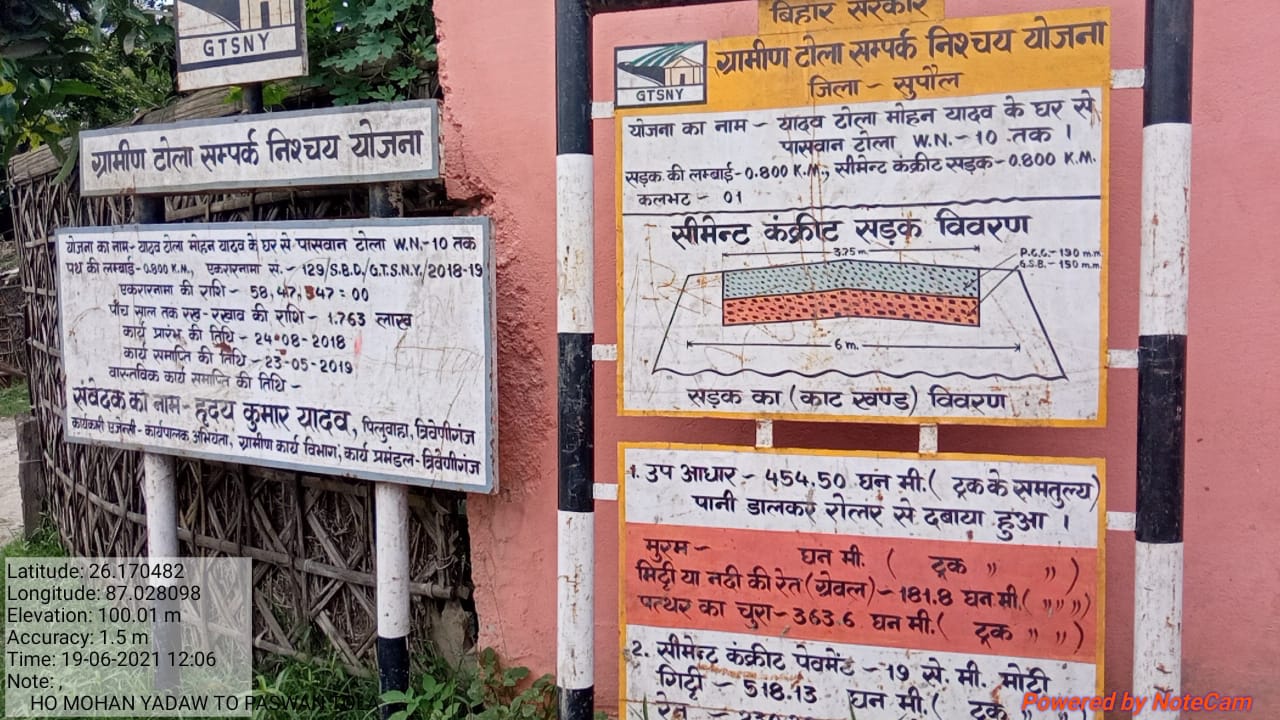 GTSNY
ग्रामीण टोला सम्पर्क निश्चय योजना
योजना का नाम- यादव टोला मोहन यादव के घर से पासवान टोला W.N.-10 तक
पथ की लम्बाई-0.800 K.M., एकरारनामा सं.- 129/S.B.D./G.T.S.N.Y./2018-19
एकरारनामा की राशि - 58,47,347=00
पाँच साल तक रख-रखाव की राशि- 1.763 लाख
कार्य प्रारंभ की तिथि - 24-08-2018
कार्य समाप्ति की तिथि - 23-05-2019
वास्तविक कार्य समाप्ति की तिथि -
संवेदक का नाम- हृदय कुमार यादव, पिलुवाहा, त्रिवेणीगंज
कार्यकारी एजेन्सी - कार्यपालक अभियंता, ग्रामीण कार्य विभाग, कार्य प्रमंडल- त्रिवेणीगंज
बिहार सरकार
ग्रामीण टोला सम्पर्क निश्चय योजना
GTSNY
जिला - सुपौल
योजना का नाम - यादव टोला मोहन यादव के घर से
पासवान टोला W.N.-10 तक ।
सड़क की लम्बाई-0.800 K.M., सीमेन्ट कंक्रीट सड़क-0.800 K.M.
कलभट - 01
सीमेन्ट कंक्रीट सड़क विवरण
3.75 m
P.C.C.- 190 m.m.
G.S.B.- 150 m.m.
6 m.
सड़क का (काट खण्ड) विवरण
1. उप आधार - 454.50 घन मी.( ट्रक के समतुल्य)
पानी डालकर रोलर से दबाया हुआ ।
मुरम - घन मी. ( ट्रक " ")
मिट्टी या नदी की रेत (ग्रेवल) - 181.8 घन मी.( " " ")
पत्थर का चुरा - 363.6 घन मी.( ट्रक " ")
2. सीमेन्ट कंक्रीट पेवमेंट - 19 से. मी. मोटी
गिट्टी - 518.13 घन मी. ( ट्रक " ")
रेत -
Latitude: 26.170482
Longitude: 87.028098
Elevation: 100.01 m
Accuracy: 1.5 m
Time: 19-06-2021 12:06
Note: ,
HO MOHAN YADAW TO PASWAN TOLA
Powered by NoteCam